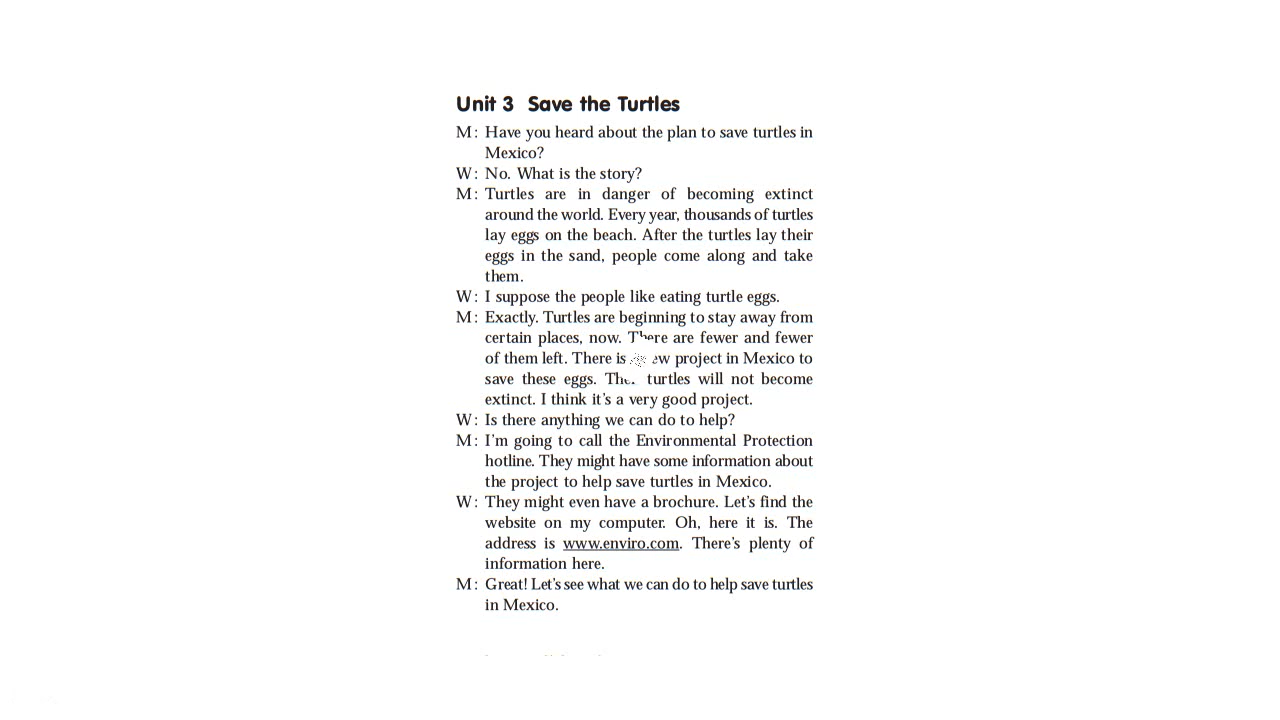 Unit 3 Save the Turtles
M: Have you heard about the plan to save turtles in
Mexico?
W: No. What is the story?
M: Turtles are in danger of becoming extinct
around the world. Every year, thousands of turtles
lay eggs on the beach. After the turtles lay their
eggs in the sand, people come along and take
them.
W: I suppose the people like eating turtle eggs.
M: Exactly. Turtles are beginning to stay away from
certain places, now. There are fewer and fewer
of them left. There is project in Mexico to
save these eggs. turtles will not become
extinct. I think it's a very good project.
W: Is there anything we can do to help?
M: I'm going to call the Environmental Protection
hotline. They might have some information about
the project to help save turtles in Mexico.
W: They might even have a brochure. Let's find the
website on my computer. Oh, here it is. The
address is www.enviro.com. There's plenty of
information here.
M: Great! Let's see what we can do to help save turtles
in Mexico.